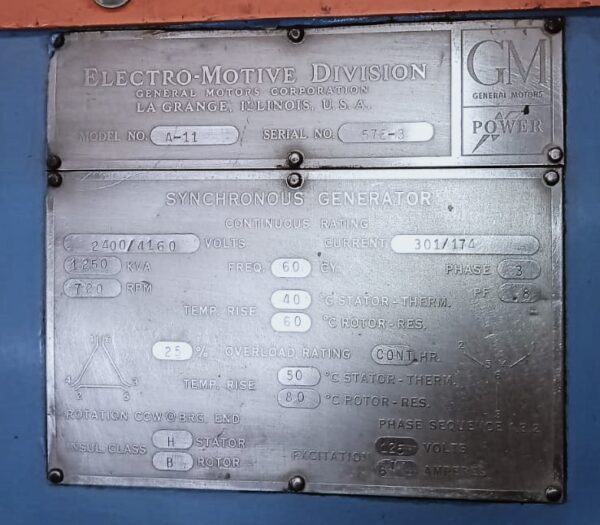 ELECTRO-MOTIVE DIVISION
GENERAL MOTORS CORPORATION
LA GRANGE, ILLINOIS, U.S.A.
MODEL NO. A-11 SERIAL NO.
GM
GENERAL MOTORS
POWER
SYNCHRONOUS GENERATOR
CONTINUOUS RATING
2400/4160 VOLTS CURRENT 301/174
1250 KVA FREQ. 60 CY. PHASE 3
720 RPM PF .8
TEMP. RISE 40 °C STATOR-THERM.
60 °C ROTOR-RES.
25 % OVERLOAD RATING CONT. HR.
TEMP. RISE 50 °C STATOR-THERM.
80 °C ROTOR-RES.
ROTATION CCW @ BRG. END
PHASE SEQUENCE 1.3.2
INSUL CLASS H STATOR
B ROTOR
EXCITATION 125 VOLTS
AMPERES